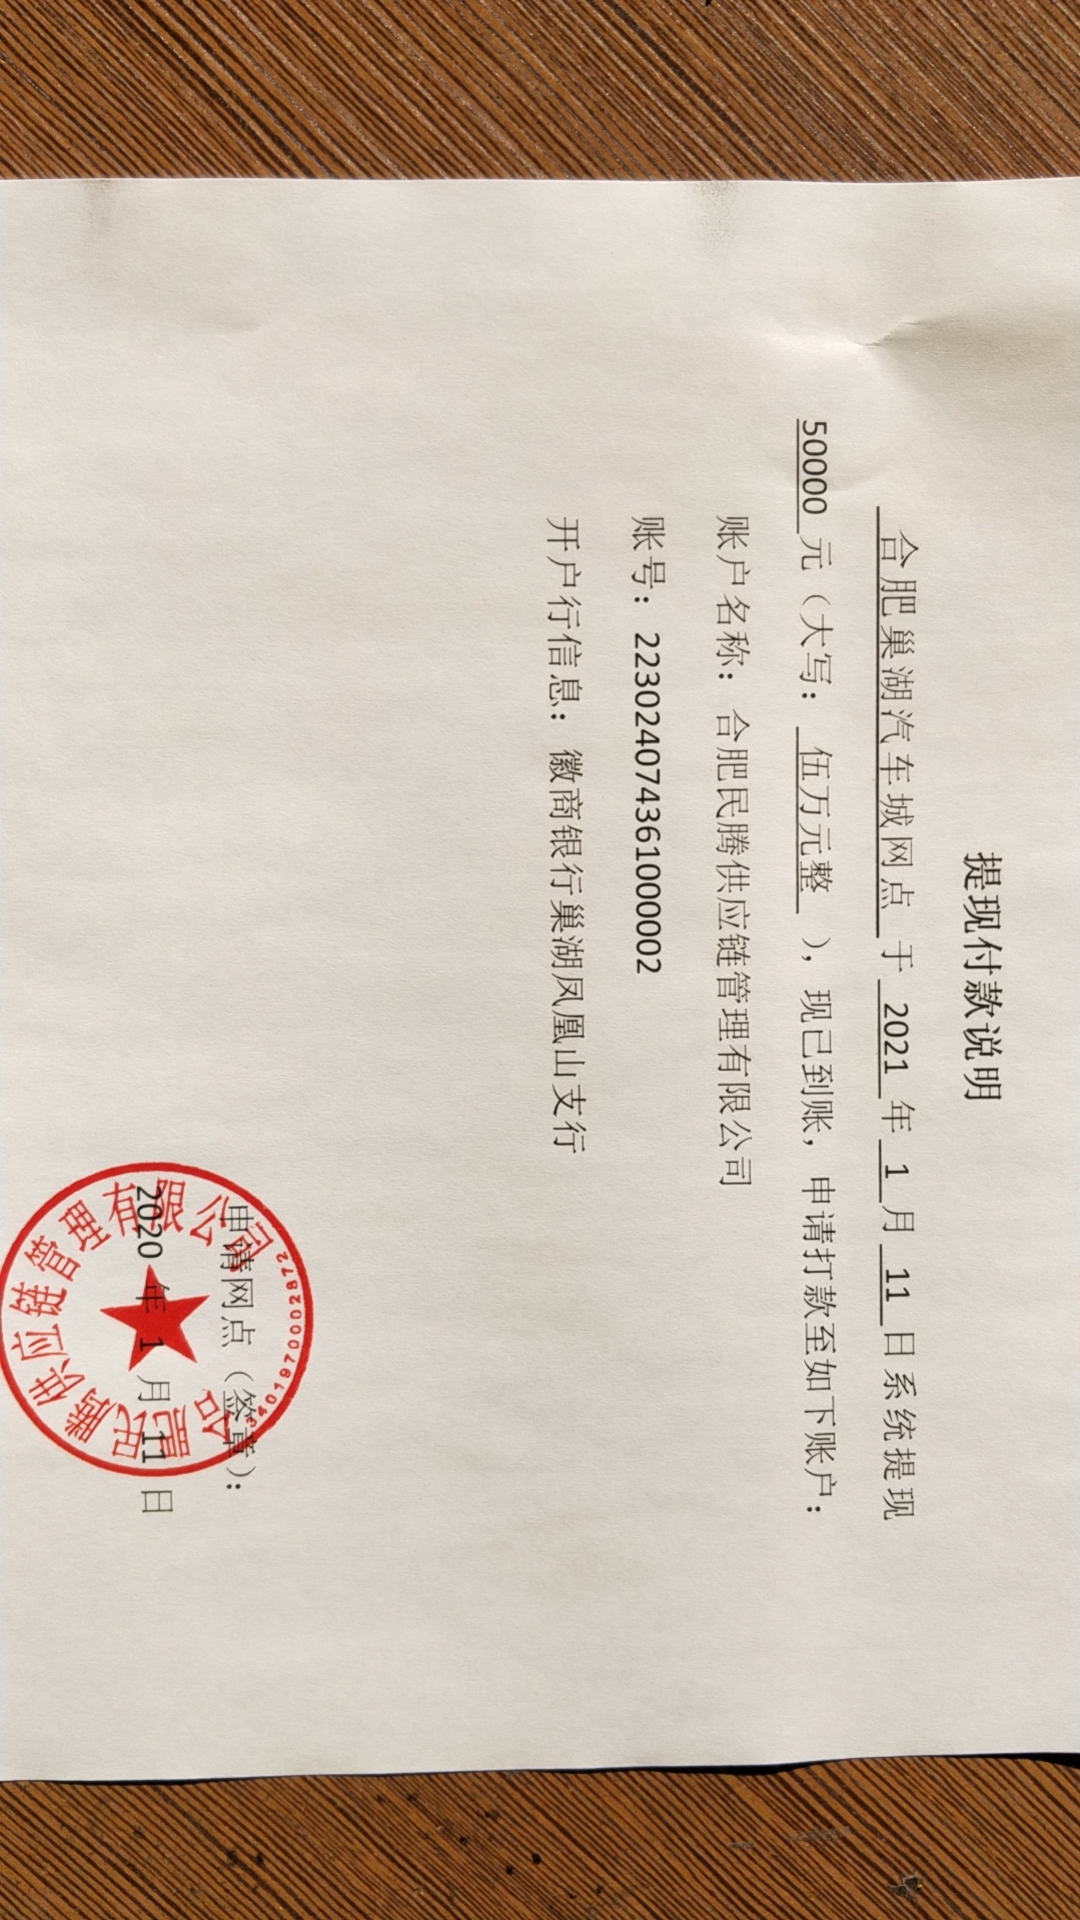 提现付款说明
合肥巢湖汽车城网点 于 2021 年 1 月 11 日系统提现
50000 元（大写： 伍万元整 ），现已到账，申请打款至如下账户：
账户名称：合肥民腾供应链管理有限公司
账号：223024074361000002
开户行信息：徽商银行巢湖凤凰山支行
申请网点（签章）：
2020 年 1 月 11 日
合肥民腾供应链管理有限公司
3401970002872